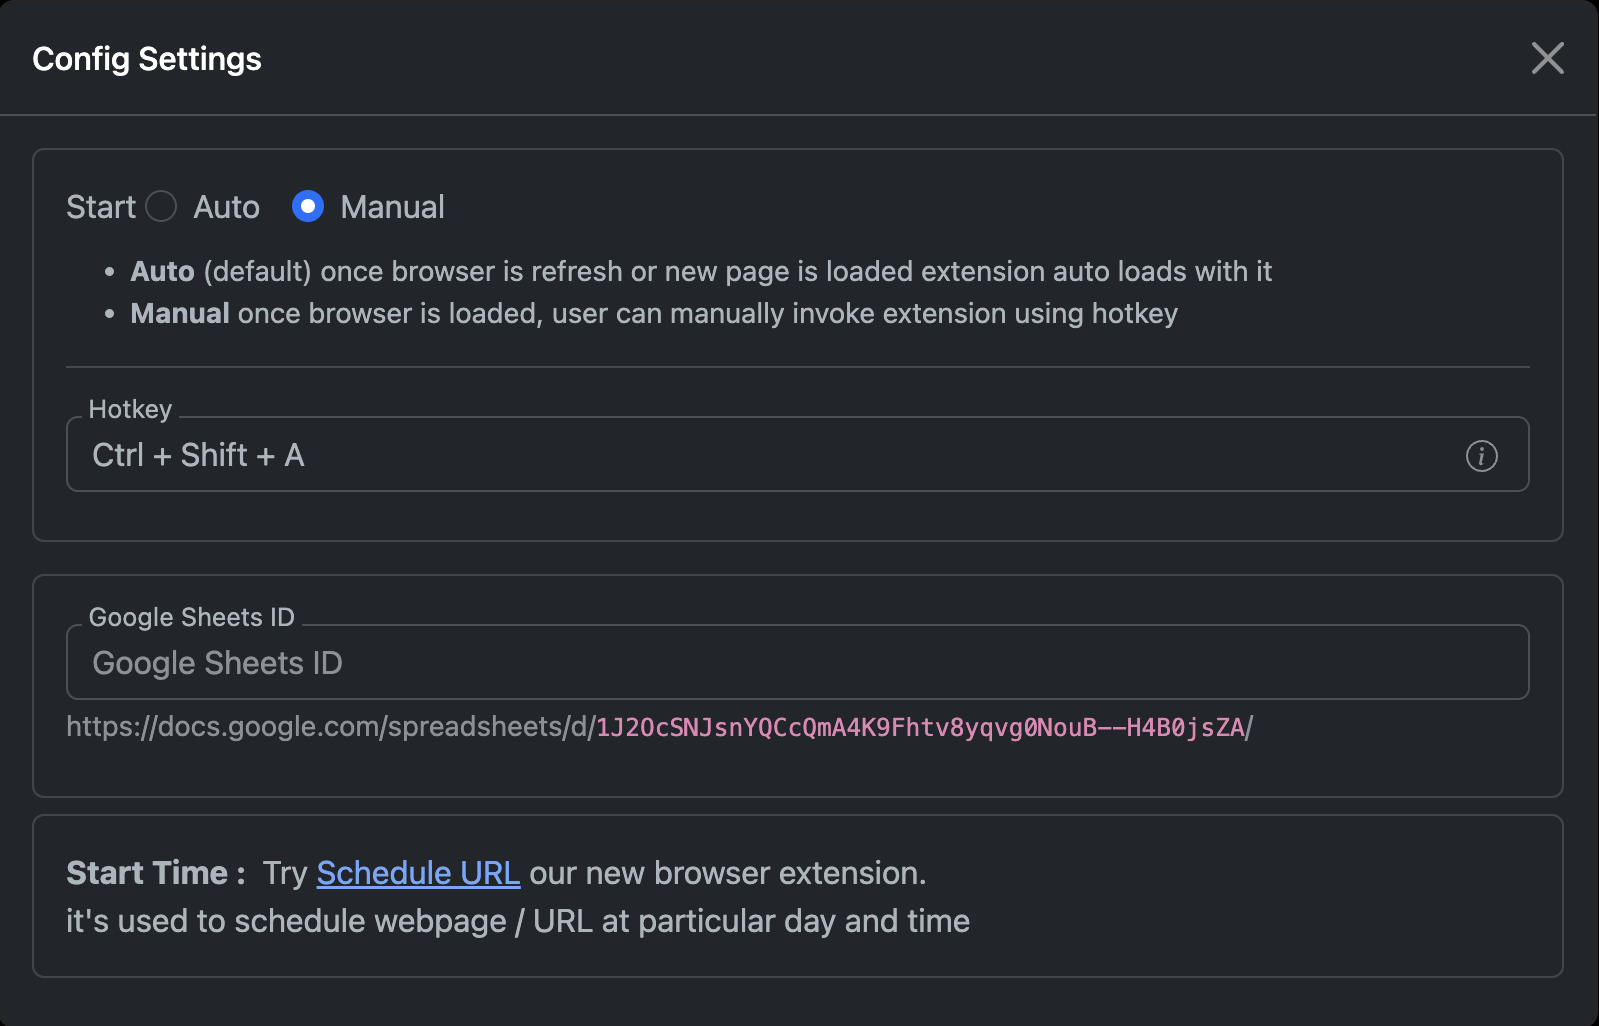 Config Settings
Start Auto Manual
Auto (default) once browser is refresh or new page is loaded extension auto loads with it
Manual once browser is loaded, user can manually invoke extension using hotkey
Hotkey
Ctrl + Shift + A
Google Sheets ID
Google Sheets ID
https://docs.google.com/spreadsheets/d/1J2OcSNJsnYQCcQmA4K9Fhtv8yqvg0NouB--H4B0jsZA/
Start Time : Try Schedule URL our new browser extension.
it's used to schedule webpage / URL at particular day and time